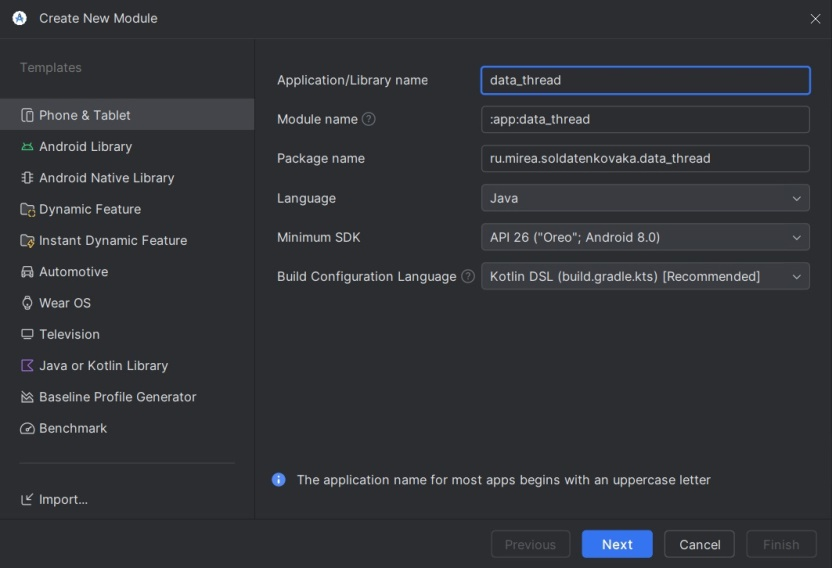 Create New Module
Templates
Phone & Tablet
Android Library
Android Native Library
Dynamic Feature
Instant Dynamic Feature
Automotive
Wear OS
Television
Java or Kotlin Library
Baseline Profile Generator
Benchmark
Import...
Application/Library name data_thread
Module name ? :app:data_thread
Package name ru.mirea.soldatenkovaka.data_thread
Language Java
Minimum SDK API 26 ("Oreo"; Android 8.0)
Build Configuration Language ? Kotlin DSL (build.gradle.kts) [Recommended]
The application name for most apps begins with an uppercase letter
Previous Next Cancel Finish